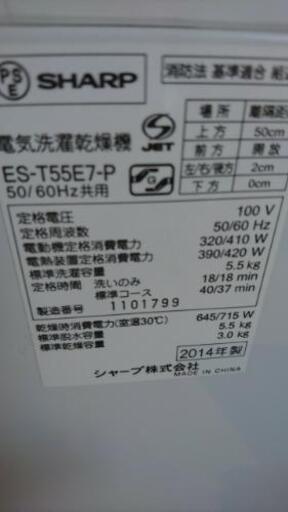 PS E
SHARP
消防法 基準適合 組込
電気洗濯乾燥機
JET
ES-T55E7-P
50/60Hz共用
場所 離隔距
上方 50cm
前方 開放
左/右/後方 2cm
下方 0cm
定格電圧 100 V
定格周波数 50/60 Hz
電動機定格消費電力 320/410 W
電熱装置定格消費電力 390/420 W
標準洗濯容量 5.5 kg
定格時間 洗いのみ 18/18 min
標準コース 40/37 min
製造番号 1101799
乾燥時消費電力(室温30℃) 645/715 W
標準脱水容量 5.5 kg
標準乾燥容量 3.0 kg
2014年製
シャープ株式会社
MADE IN CHINA